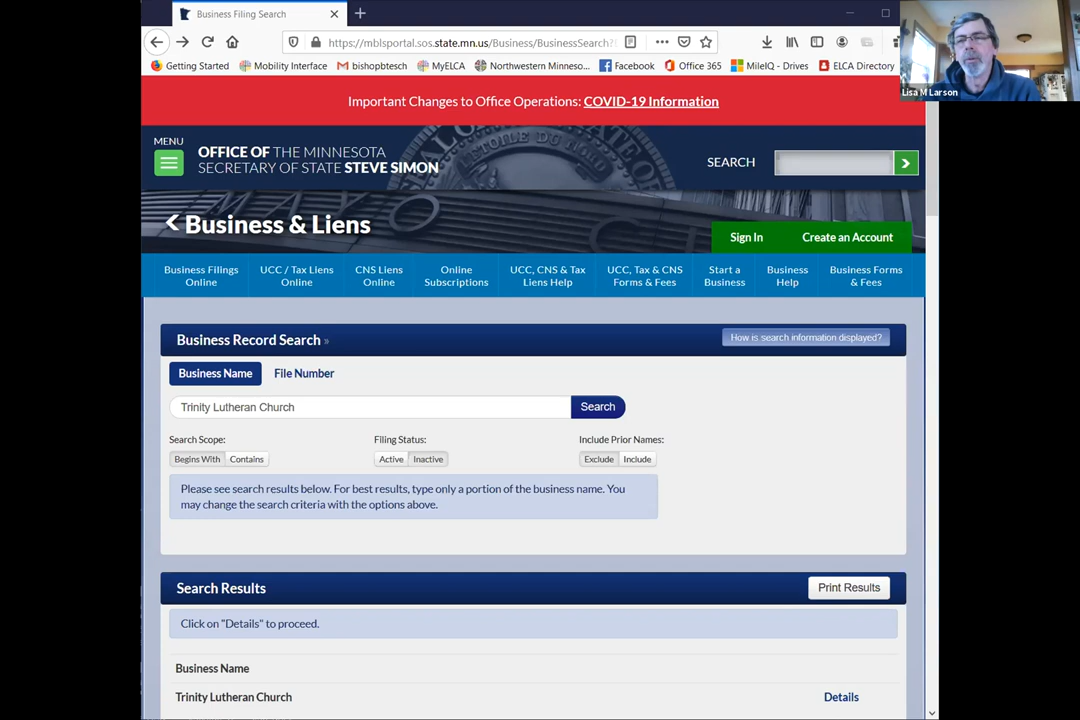 Business Filing Search
https://mblsportal.sos.state.mn.us/Business/BusinessSearch?
Getting Started Mobility Interface bishopbtesch MyELCA Northwestern Minneso... Facebook Office 365 MileIQ - Drives ELCA Directory
Lisa M Larson
Important Changes to Office Operations: COVID-19 Information
MENU
OFFICE OF THE MINNESOTA
SECRETARY OF STATE STEVE SIMON
SEARCH
Business & Liens
Sign In Create an Account
Business Filings Online
UCC / Tax Liens Online
CNS Liens Online
Online Subscriptions
UCC, CNS & Tax Liens Help
UCC, Tax & CNS Forms & Fees
Start a Business
Business Help
Business Forms & Fees
Business Record Search »
How is search information displayed?
Business Name File Number
Trinity Lutheran Church Search
Search Scope: Filing Status: Include Prior Names:
Begins With Contains Active Inactive Exclude Include
Please see search results below. For best results, type only a portion of the business name. You
may change the search criteria with the options above.
Search Results Print Results
Click on "Details" to proceed.
Business Name
Trinity Lutheran Church Details